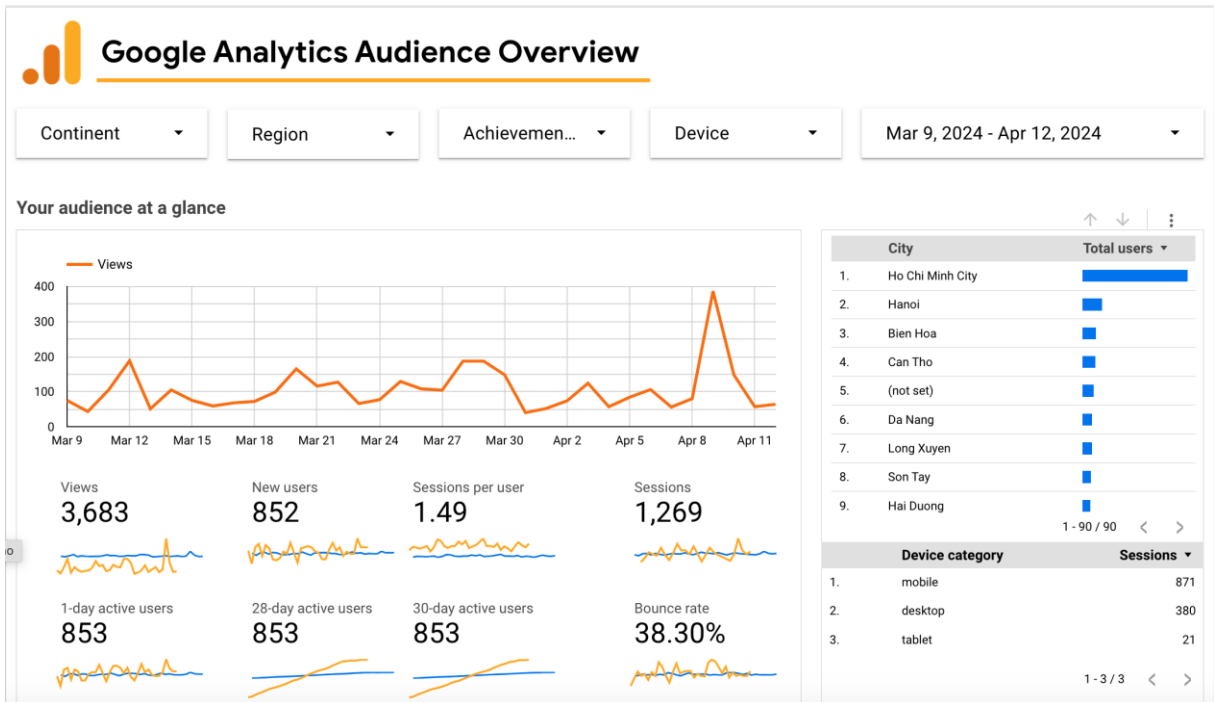 Google Analytics Audience Overview
Continent
Region
Achievemen...
Device
Mar 9, 2024 - Apr 12, 2024
Your audience at a glance
Views
400
300
200
100
0
Mar 9 Mar 12 Mar 15 Mar 18 Mar 21 Mar 24 Mar 27 Mar 30 Apr 2 Apr 5 Apr 8 Apr 11
Views New users Sessions per user Sessions
3,683 852 1.49 1,269
1-day active users 28-day active users 30-day active users Bounce rate
853 853 853 38.30%
City Total users
1. Ho Chi Minh City
2. Hanoi
3. Bien Hoa
4. Can Tho
5. (not set)
6. Da Nang
7. Long Xuyen
8. Son Tay
9. Hai Duong
1 - 90 / 90
Device category Sessions
1. mobile 871
2. desktop 380
3. tablet 21
1 - 3 / 3